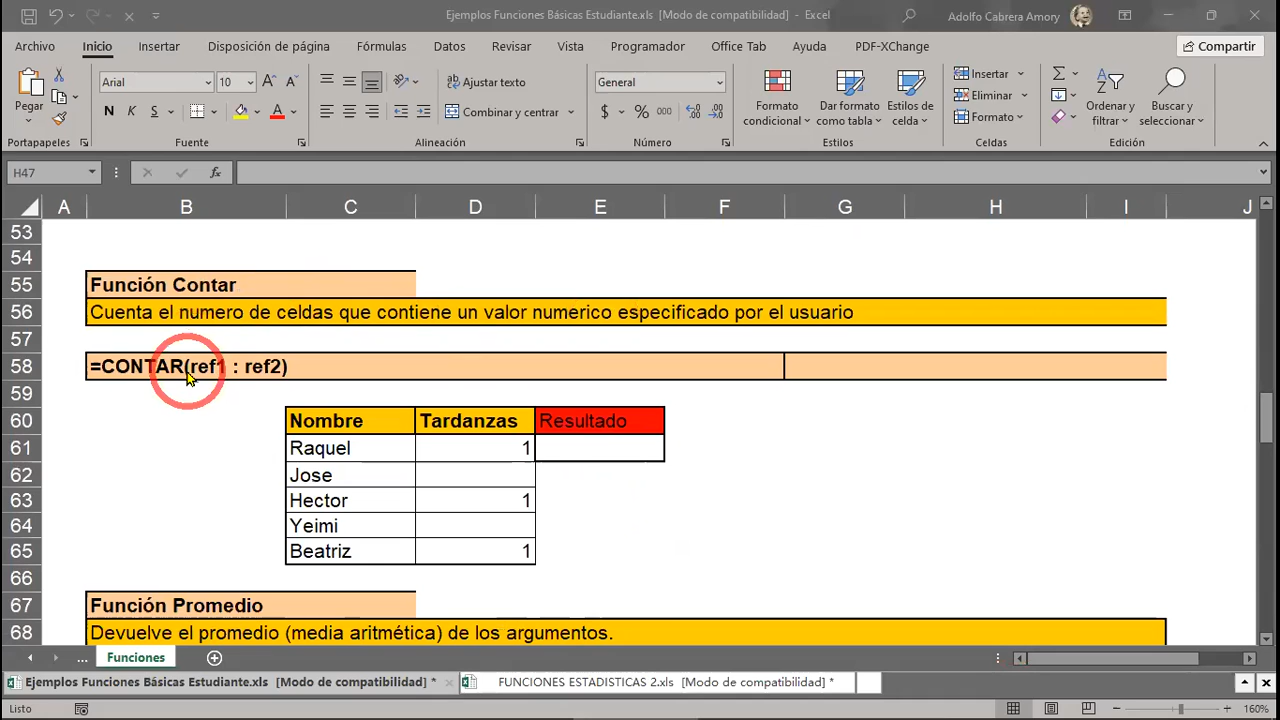 Ejemplos Funciones Básicas Estudiante.xls [Modo de compatibilidad] - Excel
Adolfo Cabrera Amory
Archivo Inicio Insertar Disposición de página Fórmulas Datos Revisar Vista Programador Office Tab Ayuda PDF-XChange Compartir
Pegar
Portapapeles
Arial 10
N K S
Fuente
Ajustar texto
Combinar y centrar
Alineación
General
$ % 000
Número
Formato condicional
Dar formato como tabla
Estilos de celda
Estilos
Insertar
Eliminar
Formato
Celdas
Ordenar y filtrar
Buscar y seleccionar
Edición
H47 fx
A B C D E F G H I J
53
54
55 Función Contar
56 Cuenta el numero de celdas que contiene un valor numerico especificado por el usuario
57
58 =CONTAR(ref1 : ref2)
59
60 Nombre Tardanzas Resultado
61 Raquel 1
62 Jose
63 Hector 1
64 Yeimi
65 Beatriz 1
66
67 Función Promedio
68 Devuelve el promedio (media aritmética) de los argumentos.
... Funciones
Ejemplos Funciones Básicas Estudiante.xls [Modo de compatibilidad] *
FUNCIONES ESTADISTICAS 2.xls [Modo de compatibilidad] *
Listo
160%